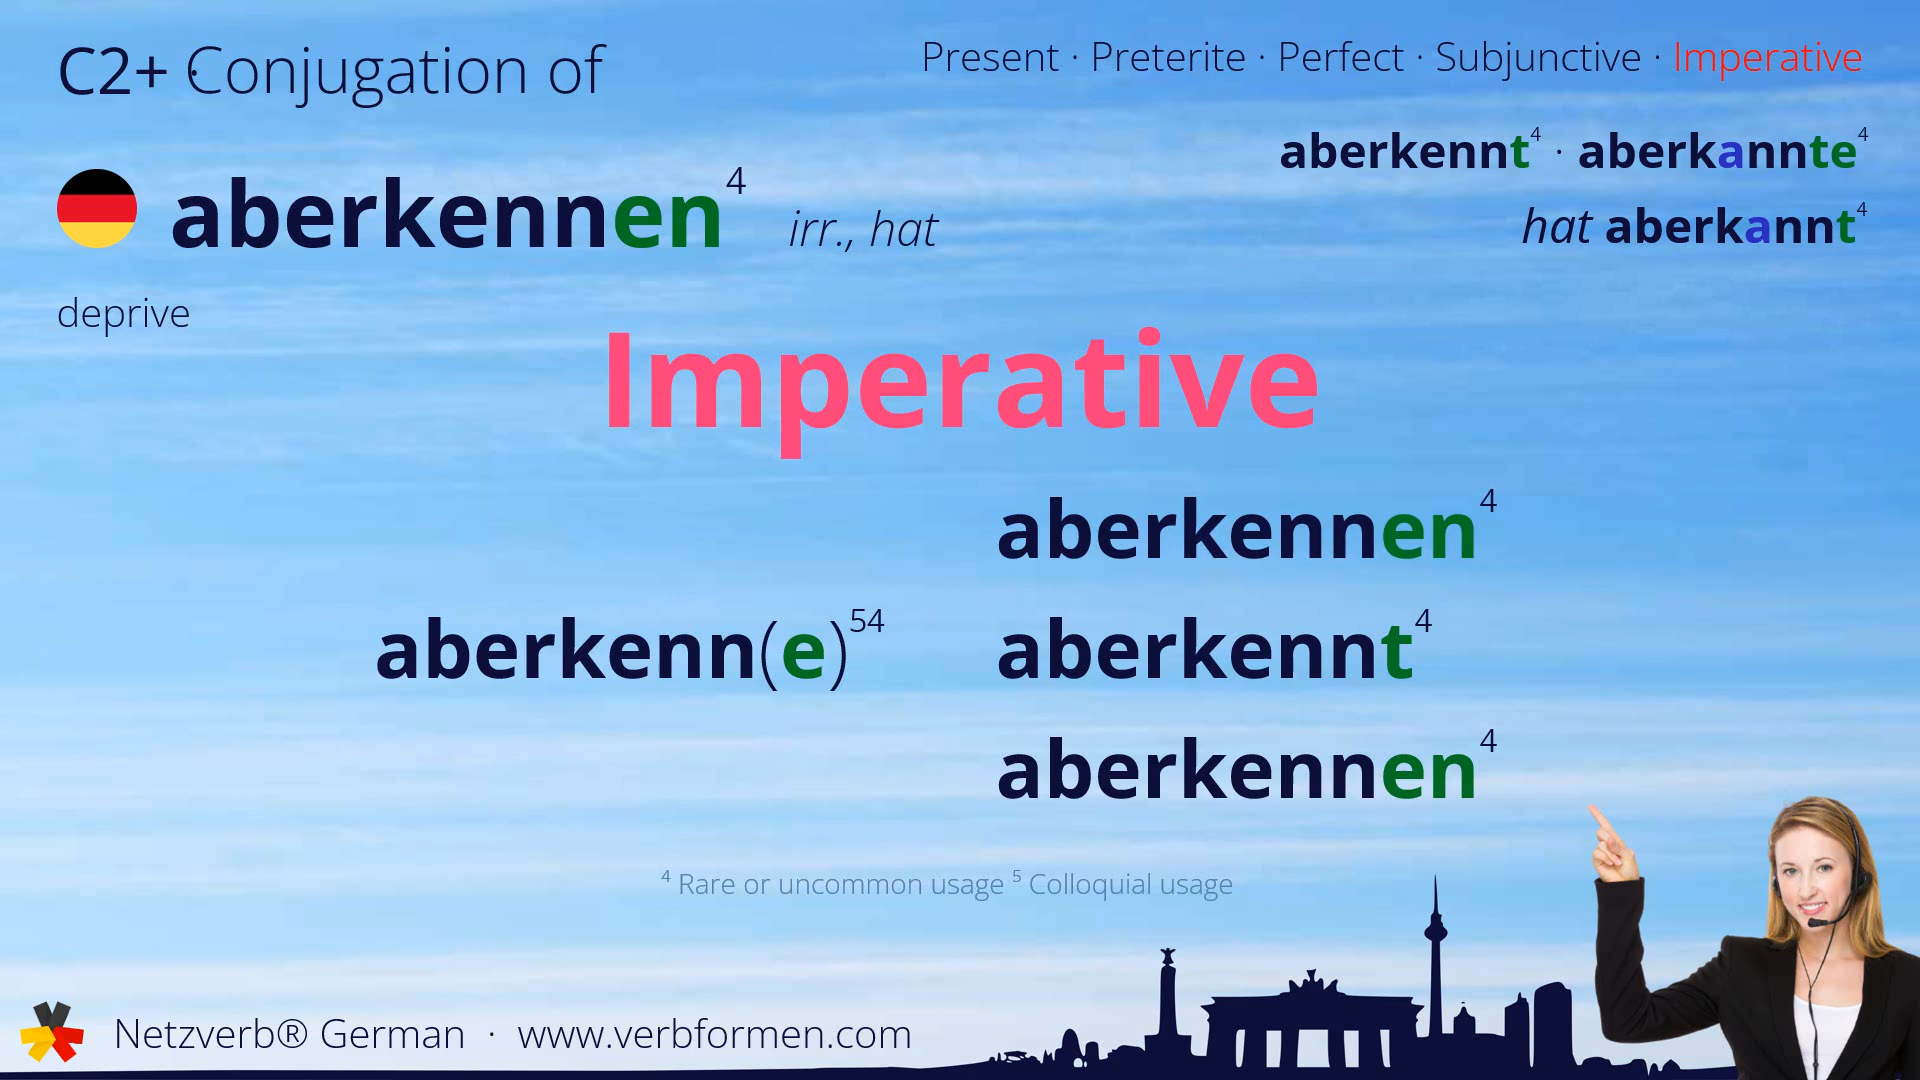 C2+ · Conjugation of
Present · Preterite · Perfect · Subjunctive · Imperative
aberkennen⁴ irr., hat
aberkennt⁴ · aberkannte⁴
hat aberkannt⁴
deprive
Imperative
aberkennen⁴
aberkenn(e)⁵⁴ aberkennt⁴
aberkennen⁴
⁴ Rare or uncommon usage ⁵ Colloquial usage
Netzverb® German · www.verbformen.com